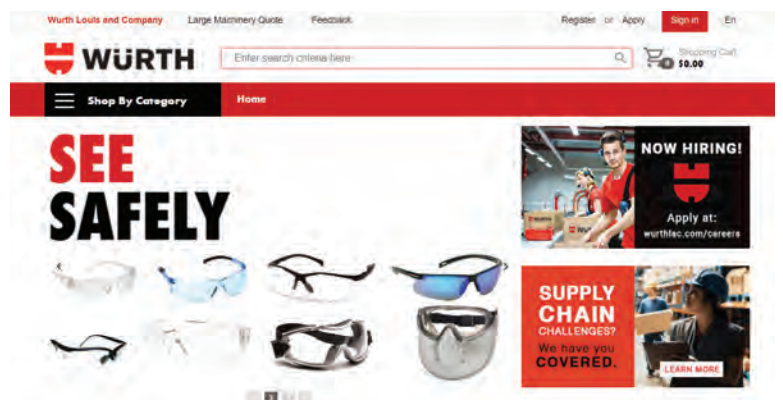 Wurth Louis and Company
Large Machinery Quote
Feedback
Register or Apply
Sign in
En
WÜRTH
Enter search criteria here
Shopping Cart
0
$0.00
Shop By Category
Home
SEE
SAFELY
NOW HIRING!
Apply at:
wurthlac.com/careers
WÜRTH
SUPPLY
CHAIN
CHALLENGES?
We have you
COVERED.
LEARN MORE